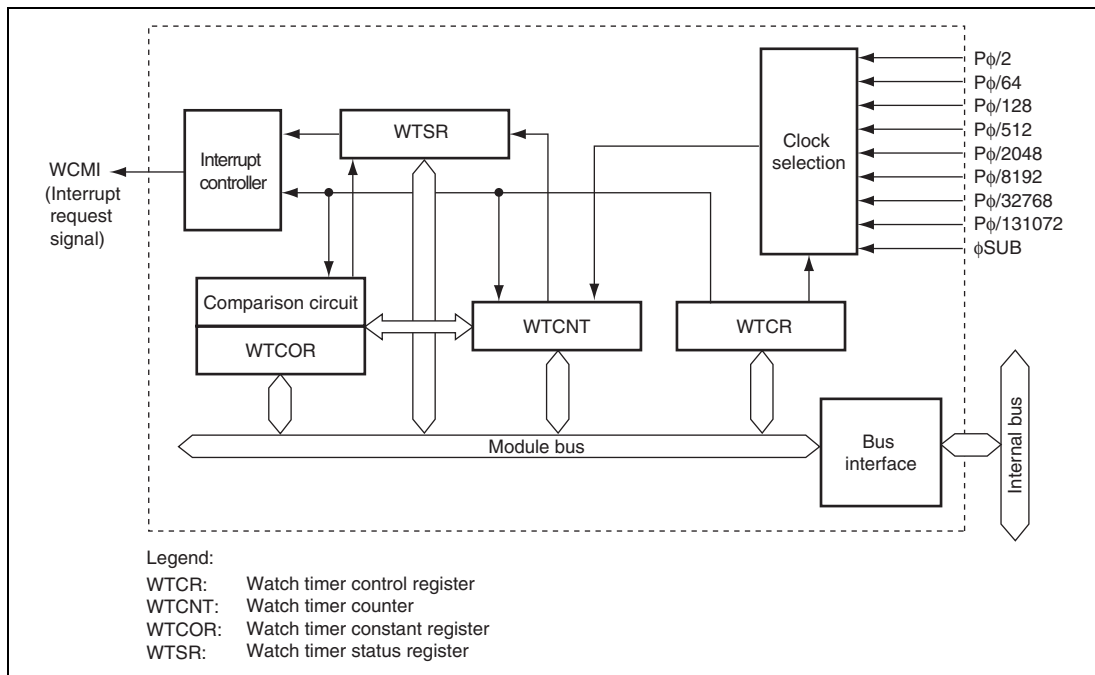 Pϕ/2
Pϕ/64
Pϕ/128
Pϕ/512
Pϕ/2048
Pϕ/8192
Pϕ/32768
Pϕ/131072
ϕSUB
Clock
selection
WTSR
Interrupt
controller
WCMI
(Interrupt
request
signal)
Comparison circuit
WTCOR
WTCNT
WTCR
Module bus
Bus
interface
Internal bus
Legend:
WTCR: Watch timer control register
WTCNT: Watch timer counter
WTCOR: Watch timer constant register
WTSR: Watch timer status register